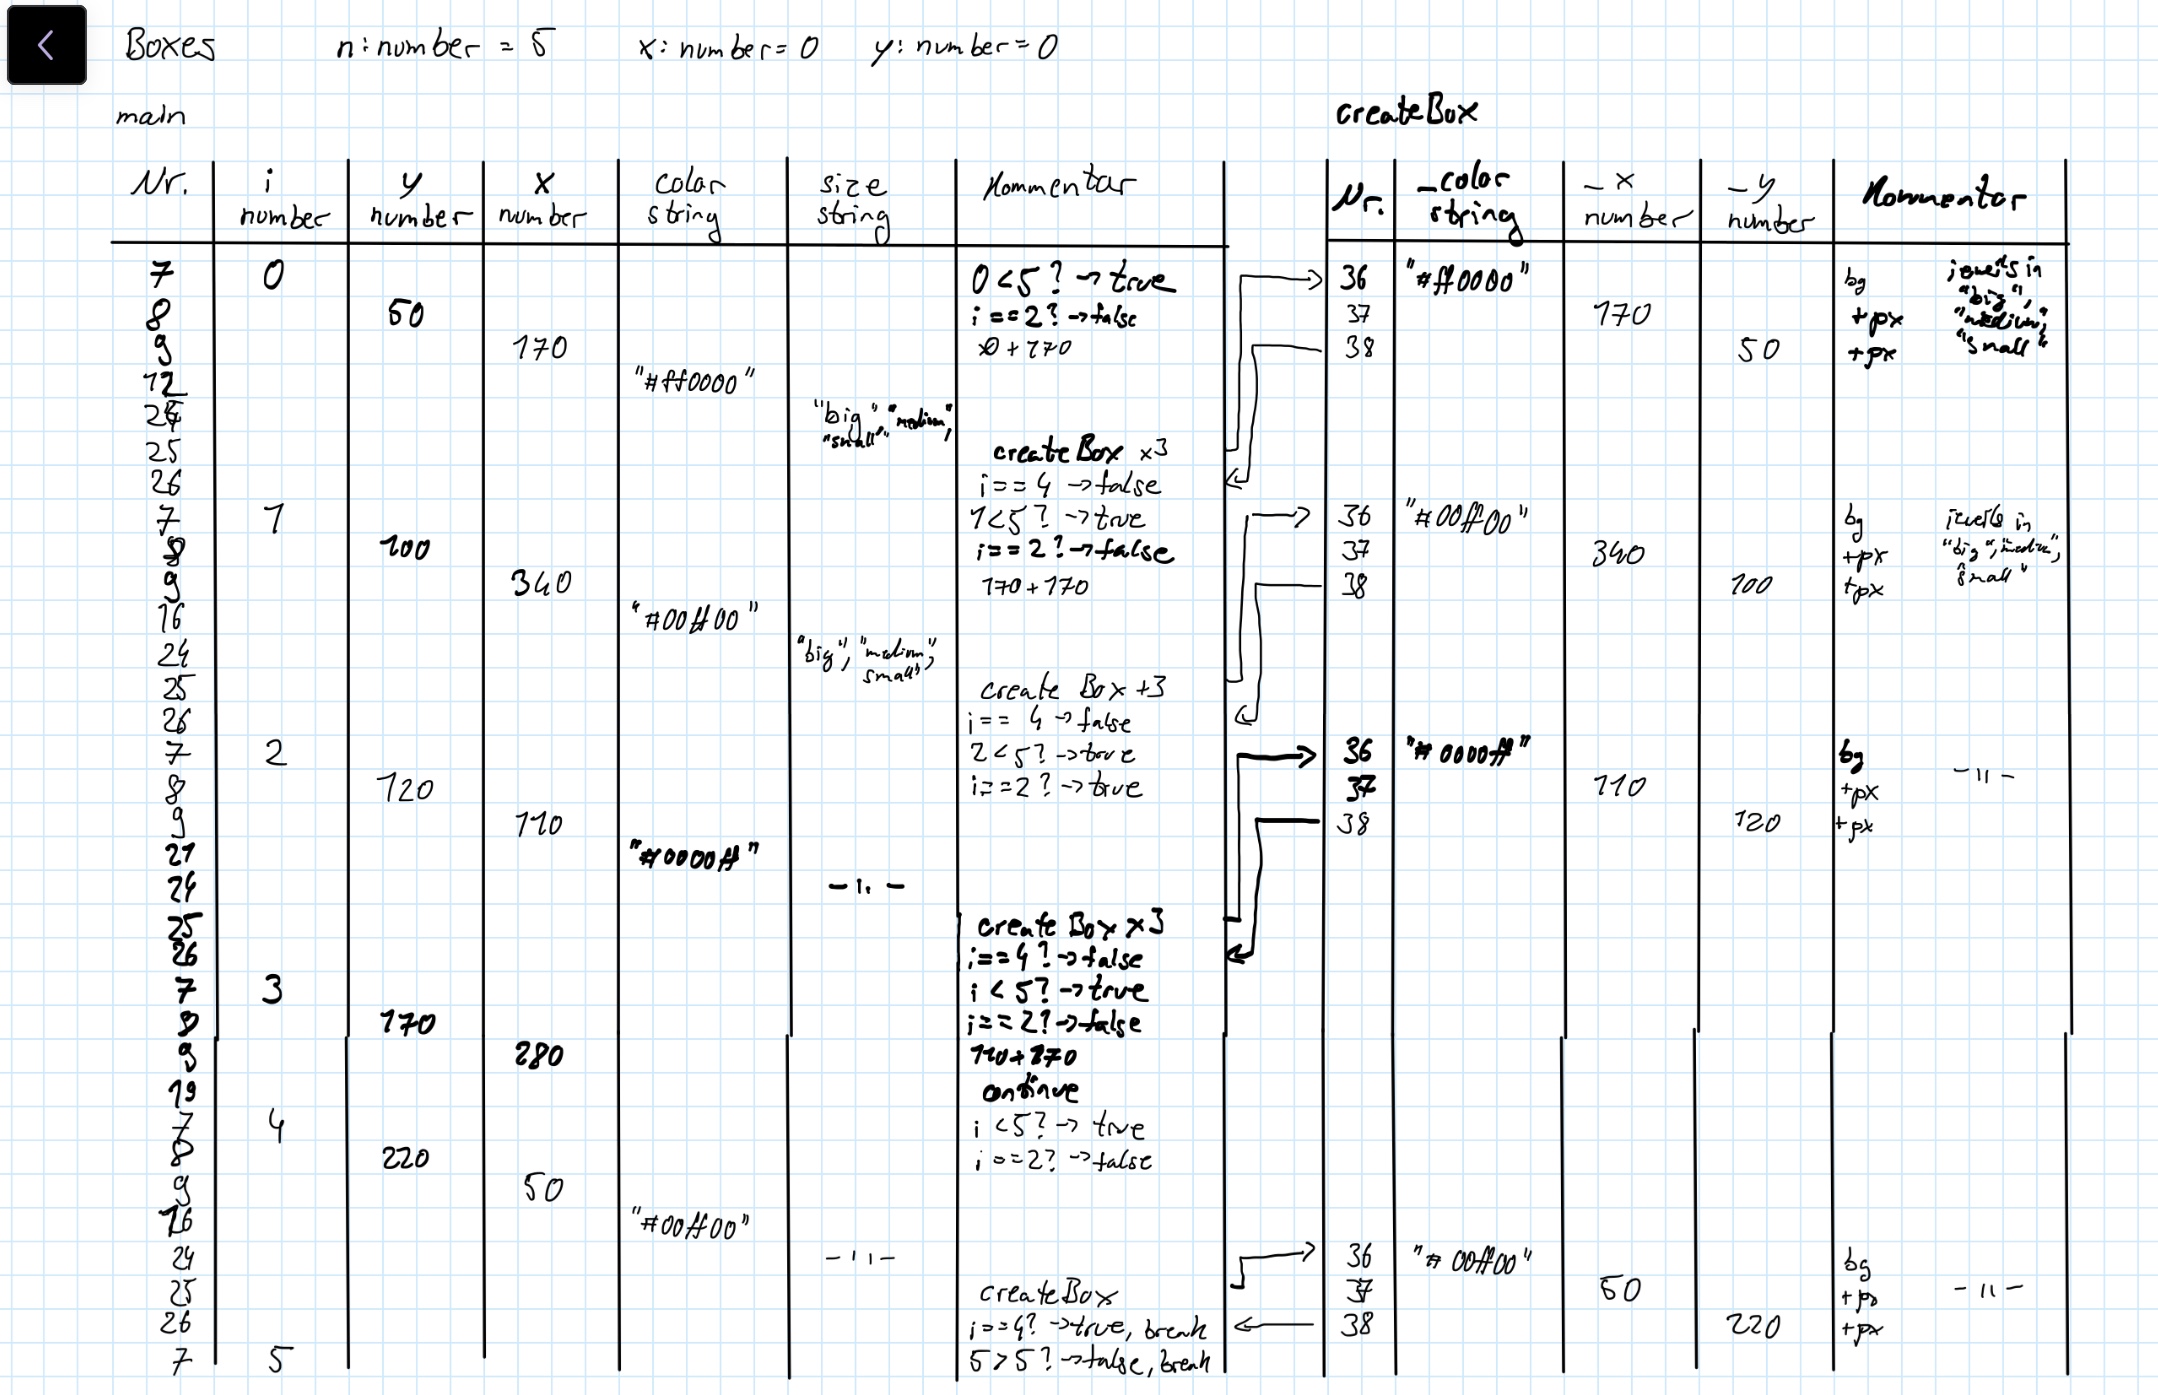 Boxes n: number = 5 x: number = 0 y: number = 0
main createBox
Nr. i number y number x number color string size string Kommentar Nr. _color string _x number _y number Kommentar
7 0 0<5? → true 36 "#ff0000" bg jeweils in
8 50 i==2? → false 37 170 +px "big",
9 170 0+170 38 50 +px "medium", "small"
12 "#ff0000"
24 "big", "medium", "small"
25 createBox x3
26 i==4 → false
7 1 1<5? → true 36 "#00ff00" bg jeweils in
8 100 i==2? → false 37 340 +px "big", "medium",
9 340 170+170 38 100 +px small"
16 "#00ff00"
24 "big", "medium", small"
25 create Box +3
26 i== 4 → false
7 2 2<5? → true 36 "#0000ff" bg
8 120 i==2? → true 37 110 +px -"-
9 110 38 120 +px
21 "#0000ff"
24 -"-
25 create Box x3
26 i==4? → false
7 3 i<5? → true
8 170 i==2? → false
9 280 110+170
19 continue
7 4 i<5? → true
8 220 i==2? → false
9 50
16 "#00ff00"
24 -"- 36 "#00ff00" bg
25 createBox 37 50 +px -"-
26 i==4? → true, break 38 220 +px
7 5 5>5? → false, break